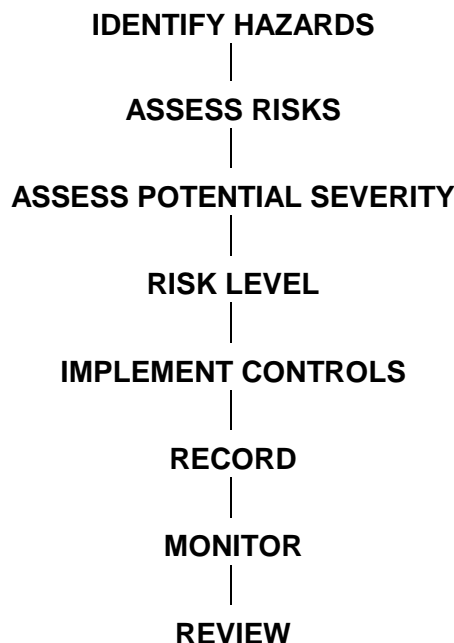 IDENTIFY HAZARDS
ASSESS RISKS
ASSESS POTENTIAL SEVERITY
RISK LEVEL
IMPLEMENT CONTROLS
RECORD
MONITOR
REVIEW